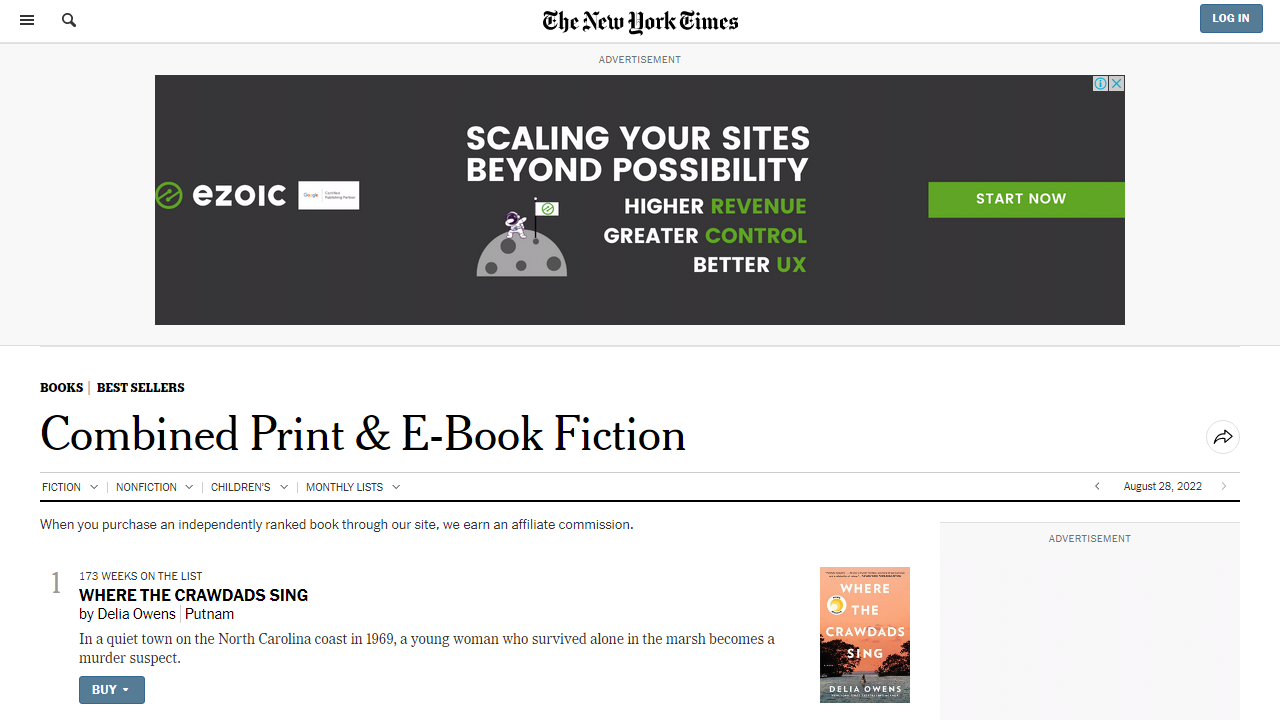 The New York Times
LOG IN
ADVERTISEMENT
SCALING YOUR SITES
BEYOND POSSIBILITY
HIGHER REVENUE
GREATER CONTROL
BETTER UX
ezoic
Google
Certified
Publishing Partner
START NOW
BOOKS | BEST SELLERS
Combined Print & E-Book Fiction
FICTION
NONFICTION
CHILDREN'S
MONTHLY LISTS
August 28, 2022
When you purchase an independently ranked book through our site, we earn an affiliate commission.
ADVERTISEMENT
1
173 WEEKS ON THE LIST
WHERE THE CRAWDADS SING
by Delia Owens | Putnam
In a quiet town on the North Carolina coast in 1969, a young woman who survived alone in the marsh becomes a
murder suspect.
BUY
WHERE
THE
CRAWDADS
SING
DELIA OWENS